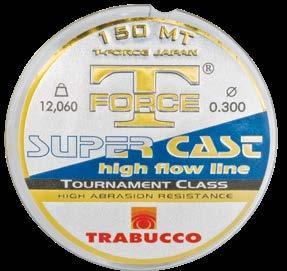 150 MT
T-FORCE JAPAN
T ®
FORCE
12,060
Ø
0.300
SUPER CAST
high flow line
TOURNAMENT CLASS
HIGH ABRASION RESISTANCE
TRABUCCO